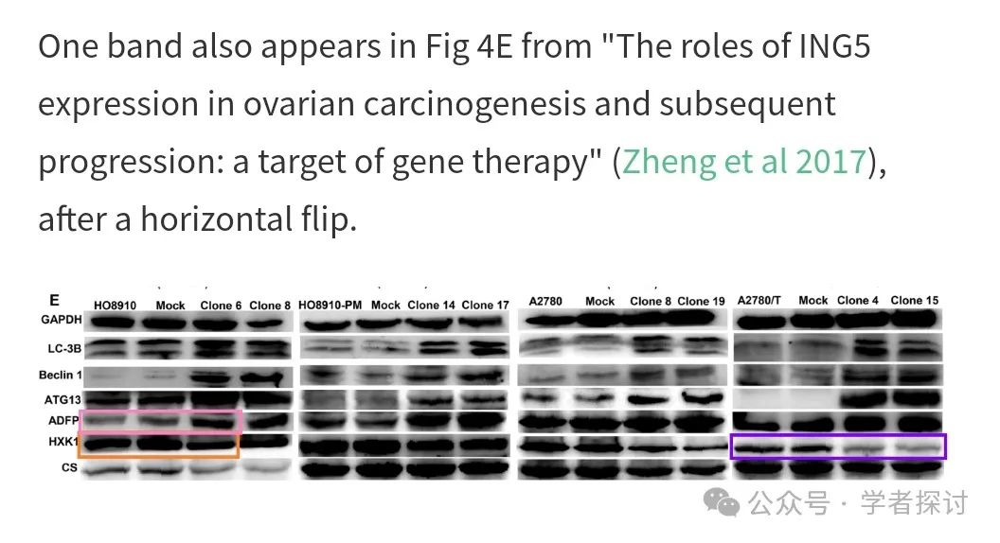 One band also appears in Fig 4E from "The roles of ING5
expression in ovarian carcinogenesis and subsequent
progression: a target of gene therapy" (Zheng et al 2017),
after a horizontal flip.
E
HO8910 Mock Clone 6 Clone 8 HO8910-PM Mock Clone 14 Clone 17 A2780 Mock Clone 8 Clone 19 A2780/T Mock Clone 4 Clone 15
GAPDH
LC-3B
Beclin 1
ATG13
ADFP
HXK1
CS
公众号 · 学者探讨